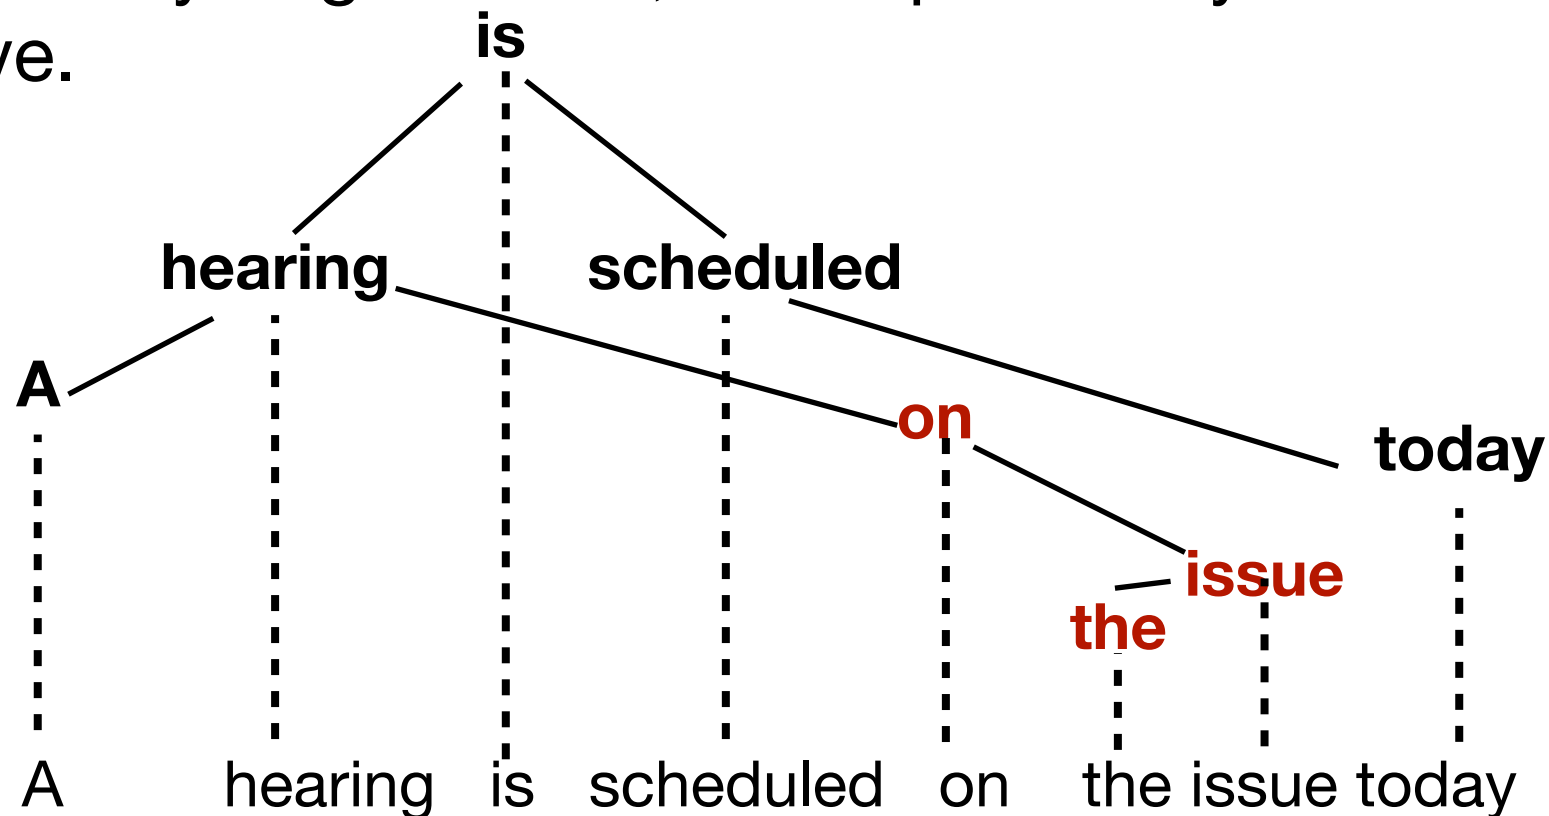 ve.
is
hearing scheduled
A
on
today
issue
the
A hearing is scheduled on the issue today